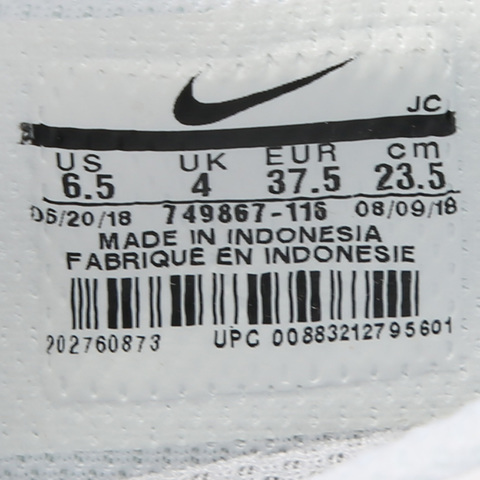 JC
US UK EUR cm
6.5 4 37.5 23.5
05/20/18 749867-116 08/09/18
MADE IN INDONESIA
FABRIQUÉ EN INDONESIE
202760873 UPC 00883212795601